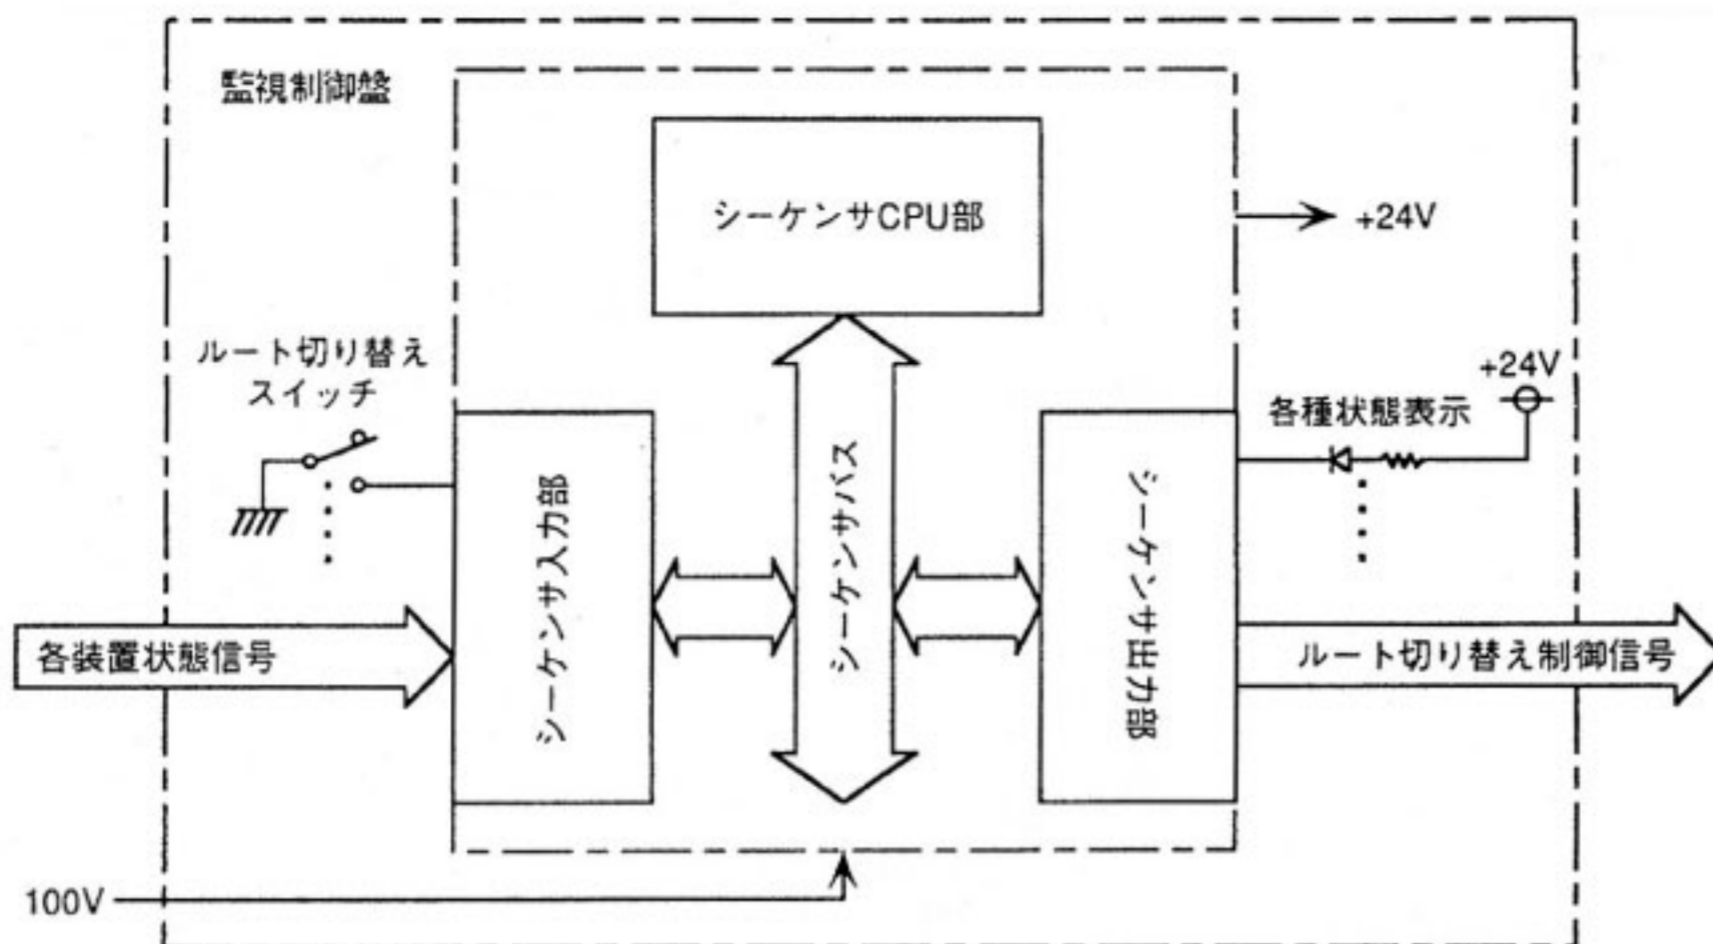 監視制御盤
シーケンサCPU部
+24V
ルート切り替え
スイッチ
+24V
各種状態表示
シーケンサ入力部
シーケンサバス
シーケンサ出力部
各装置状態信号
ルート切り替え制御信号
100V